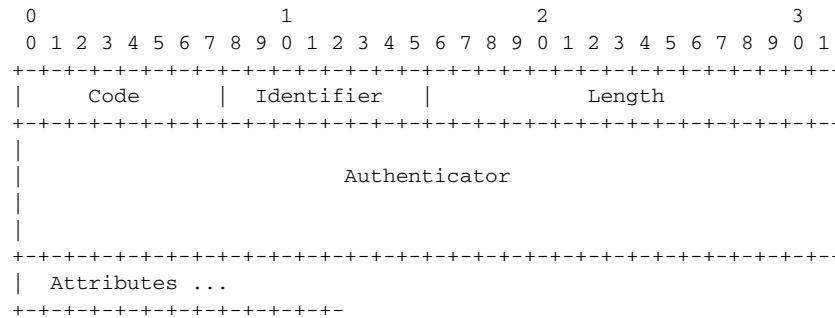 0                   1                   2                   3
 0 1 2 3 4 5 6 7 8 9 0 1 2 3 4 5 6 7 8 9 0 1 2 3 4 5 6 7 8 9 0 1
+-+-+-+-+-+-+-+-+-+-+-+-+-+-+-+-+-+-+-+-+-+-+-+-+-+-+-+-+-+-+-+-
|     Code      |  Identifier   |            Length
+-+-+-+-+-+-+-+-+-+-+-+-+-+-+-+-+-+-+-+-+-+-+-+-+-+-+-+-+-+-+-+-
|
|                         Authenticator
|
|
+-+-+-+-+-+-+-+-+-+-+-+-+-+-+-+-+-+-+-+-+-+-+-+-+-+-+-+-+-+-+-+-
|  Attributes ...
+-+-+-+-+-+-+-+-+-+-+-+-+-